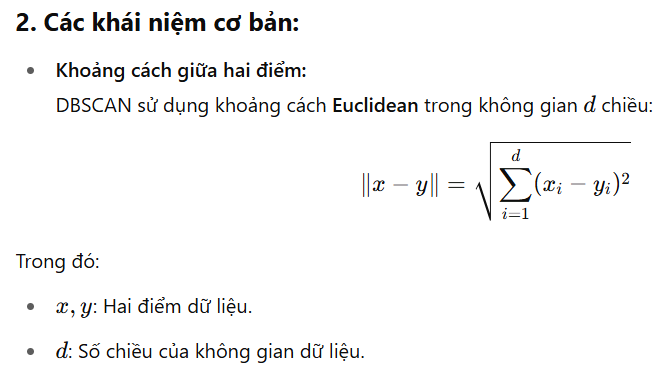 2. Các khái niệm cơ bản:
• Khoảng cách giữa hai điểm:
DBSCAN sử dụng khoảng cách Euclidean trong không gian d chiều:
‖x − y‖ = √(∑_{i=1}^{d} (x_i − y_i)²)
Trong đó:
• x, y: Hai điểm dữ liệu.
• d: Số chiều của không gian dữ liệu.